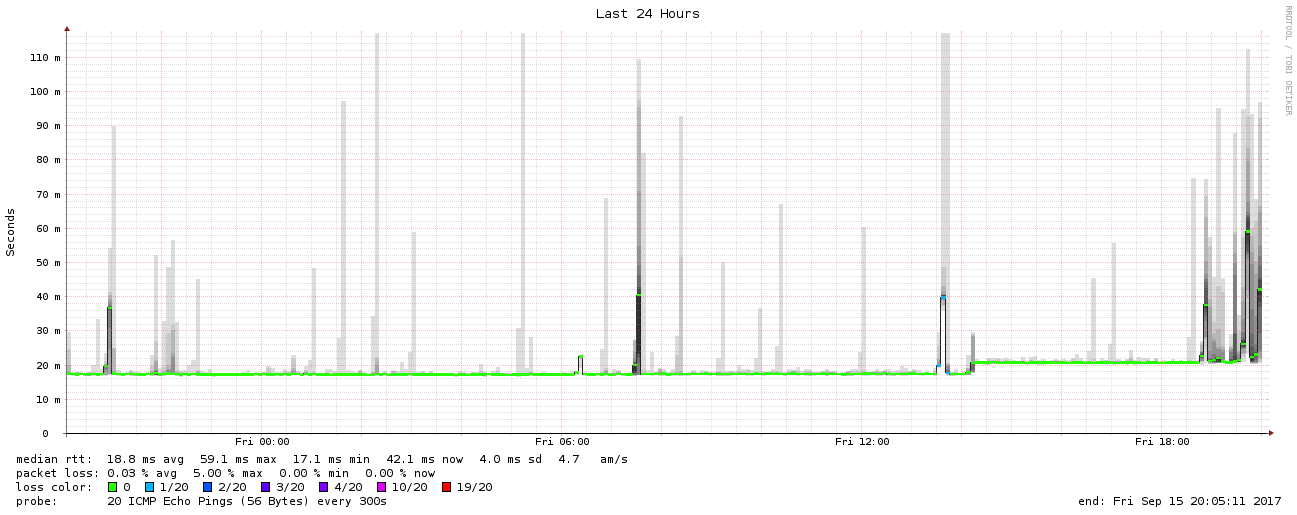 Last 24 Hours
RRDTOOL / TOBI OETIKER
Seconds
110 m
100 m
90 m
80 m
70 m
60 m
50 m
40 m
30 m
20 m
10 m
0
Fri 00:00 Fri 06:00 Fri 12:00 Fri 18:00
median rtt: 18.8 ms avg 59.1 ms max 17.1 ms min 42.1 ms now 4.0 ms sd 4.7 am/s
packet loss: 0.03 % avg 5.00 % max 0.00 % min 0.00 % now
loss color: 0 1/20 2/20 3/20 4/20 10/20 19/20
probe: 20 ICMP Echo Pings (56 Bytes) every 300s end: Fri Sep 15 20:05:11 2017